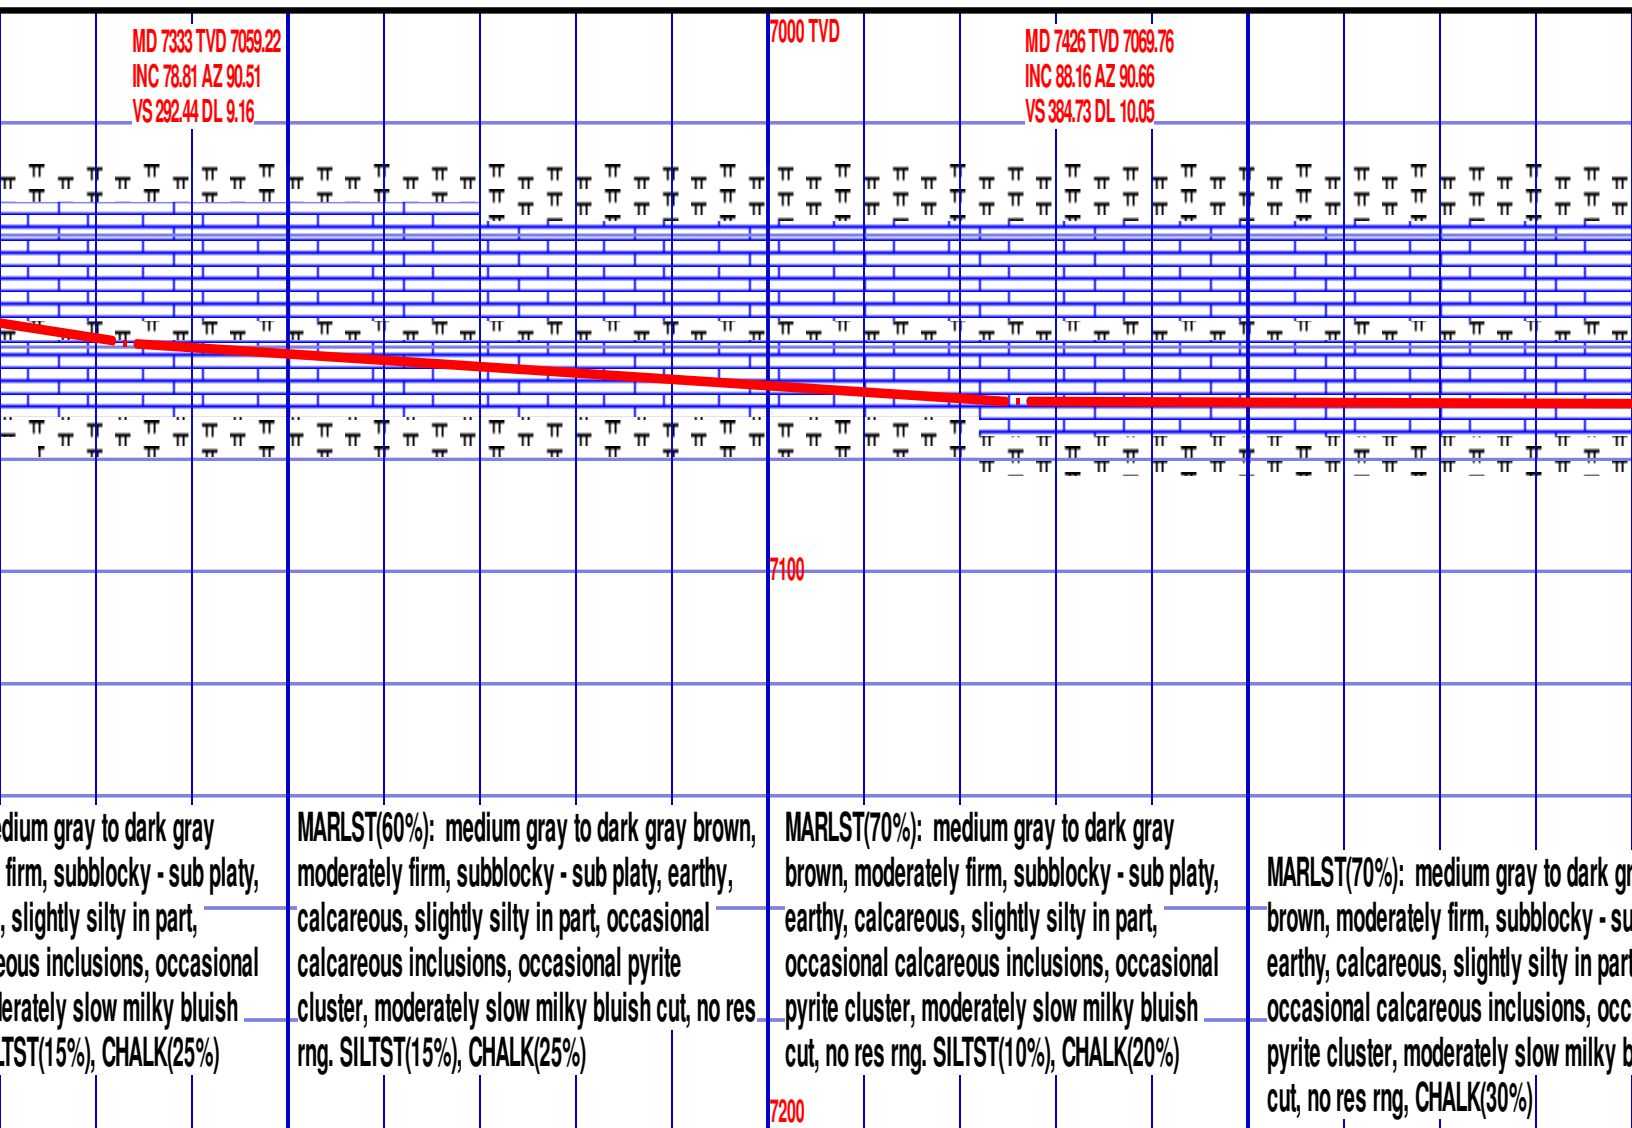 MD 7333 TVD 7059.22
INC 78.81 AZ 90.51
VS 292.44 DL 9.16
7000 TVD
MD 7426 TVD 7069.76
INC 88.16 AZ 90.66
VS 384.73 DL 10.05
7100
edium gray to dark gray
firm, subblocky - sub platy,
, slightly silty in part,
eous inclusions, occasional
derately slow milky bluish
LTST(15%), CHALK(25%)
MARLST(60%): medium gray to dark gray brown,
moderately firm, subblocky - sub platy, earthy,
calcareous, slightly silty in part, occasional
calcareous inclusions, occasional pyrite
cluster, moderately slow milky bluish cut, no res
rng. SILTST(15%), CHALK(25%)
MARLST(70%): medium gray to dark gray
brown, moderately firm, subblocky - sub platy,
earthy, calcareous, slightly silty in part,
occasional calcareous inclusions, occasional
pyrite cluster, moderately slow milky bluish
cut, no res rng. SILTST(10%), CHALK(20%)
MARLST(70%): medium gray to dark gr
brown, moderately firm, subblocky - su
earthy, calcareous, slightly silty in part
occasional calcareous inclusions, occ
pyrite cluster, moderately slow milky b
cut, no res rng, CHALK(30%)
7200